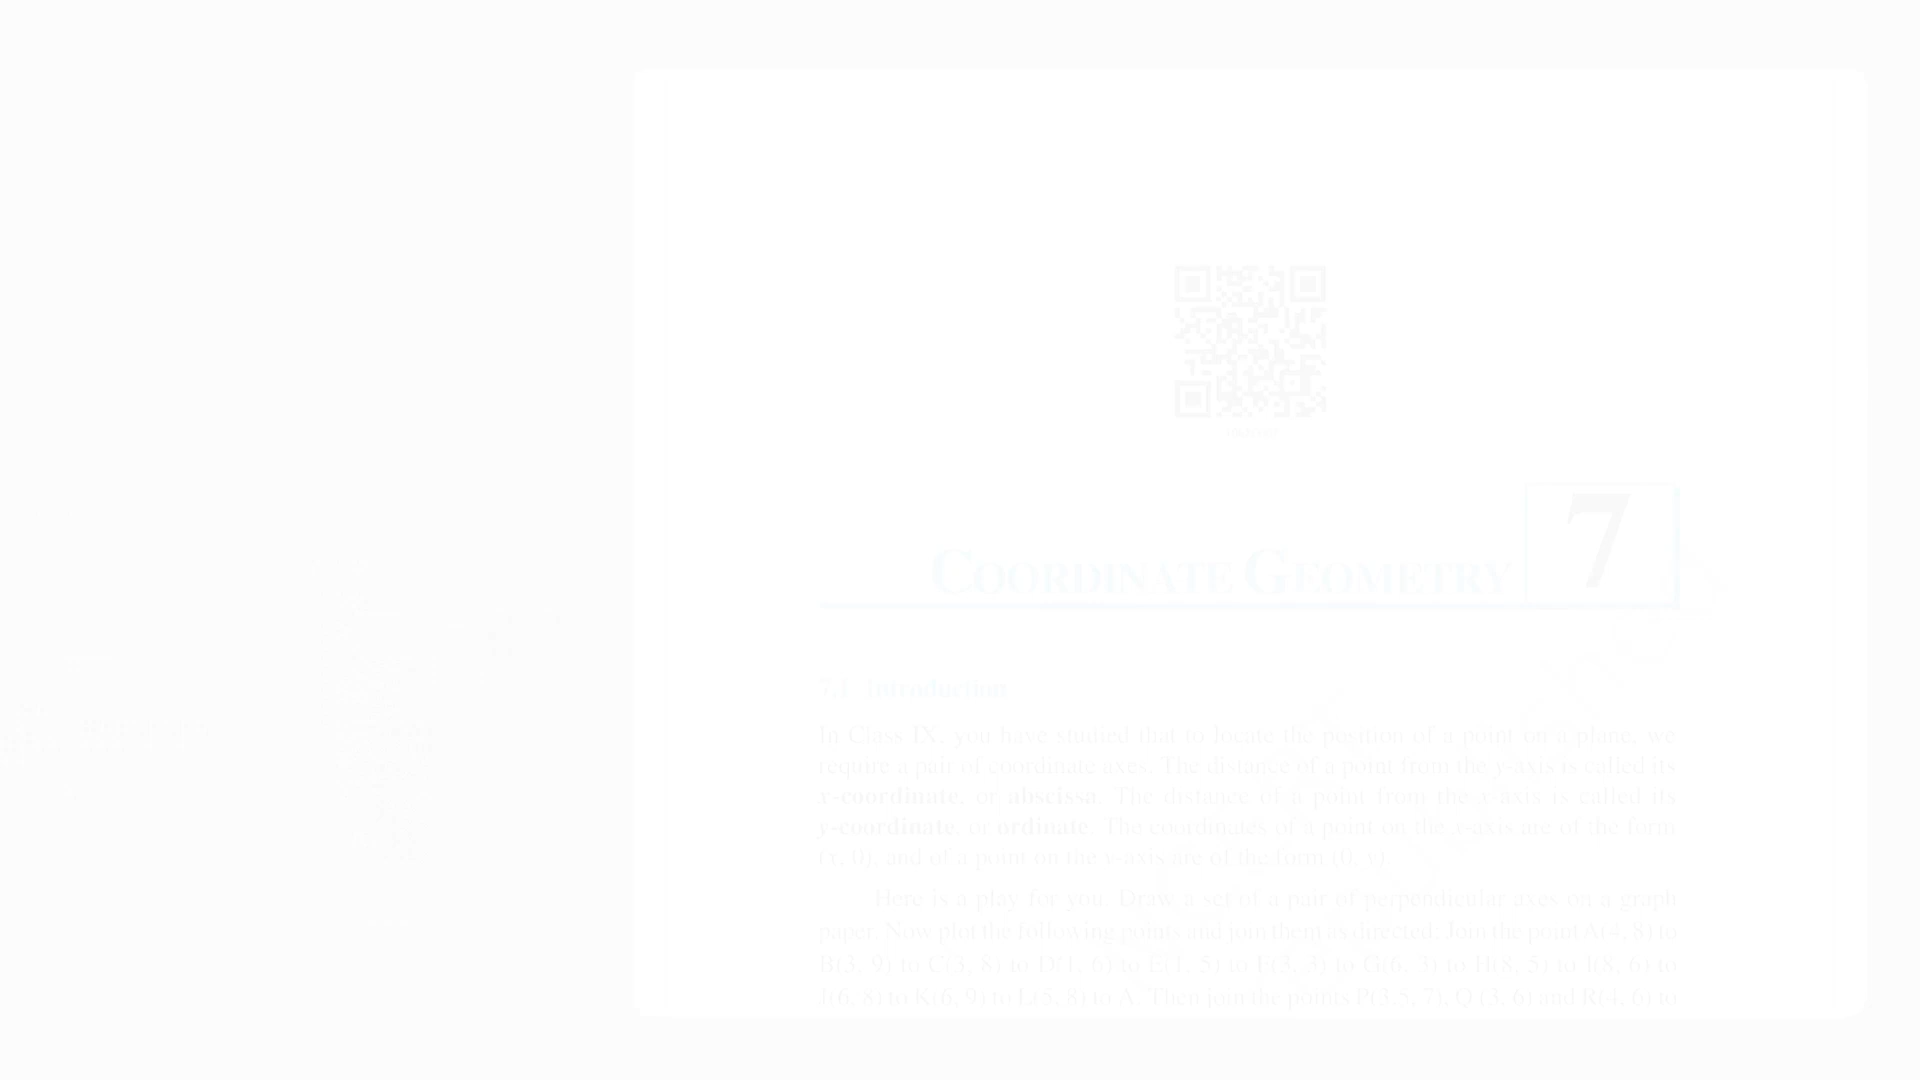 7
COORDINATE GEOMETRY
7.1 Introduction
In Class IX, you have studied that to locate the position of a point on a plane, we
require a pair of coordinate axes. The distance of a point from the y-axis is called its
x-coordinate, or abscissa. The distance of a point from the x-axis is called its
y-coordinate, or ordinate. The coordinates of a point on the x-axis are of the form
(x, 0), and of a point on the y-axis are of the form (0, y).
Here is a play for you. Draw a set of a pair of perpendicular axes on a graph
paper. Now plot the following points and join them as directed: Join the point A(4, 8) to
B(3, 9) to C(3, 8) to D(1, 6) to E(1, 5) to F(3, 3) to G(6, 3) to H(8, 5) to I(8, 6) to
J(6, 8) to K(6, 9) to L(5, 8) to A. Then join the points P(3.5, 7), Q (3, 6) and R(4, 6) to